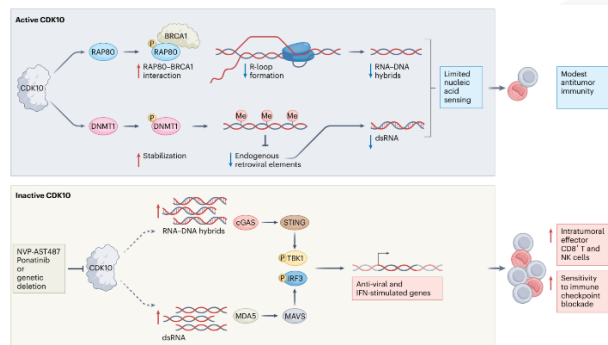 Active CDK10
CDK10
RAP80
P
RAP80
BRCA1
RAP80–BRCA1
interaction
R-loop
formation
RNA–DNA
hybrids
DNMT1
P
DNMT1
Stabilization
Me
Me
Me
Endogenous
retroviral elements
dsRNA
Limited
nucleic
acid
sensing
Modest
antitumor
immunity
Inactive CDK10
NVP-AST487
Ponatinib
or
genetic
deletion
CDK10
RNA–DNA hybrids
cGAS
STING
P
TBK1
P
IRF3
dsRNA
MDA5
MAVS
Anti-viral and
IFN-stimulated genes
Intratumoral
effector
CD8+ T and
NK cells
Sensitivity
to immune
checkpoint
blockade